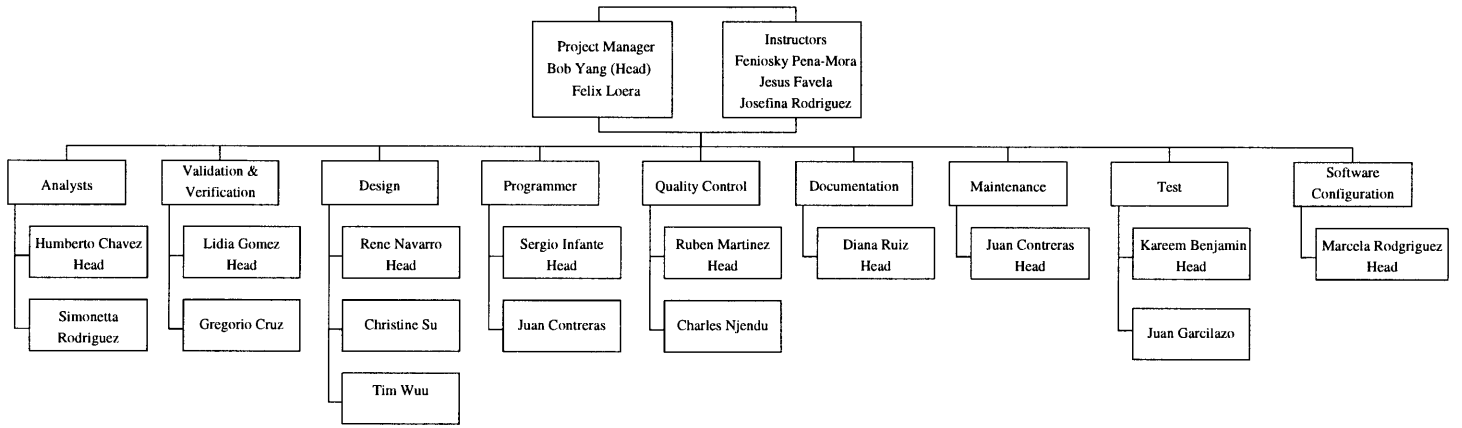 Project Manager
Bob Yang (Head)
Felix Loera
Instructors
Feniosky Pena-Mora
Jesus Favela
Josefina Rodriguez
Analysts
Humberto Chavez
Head
Simonetta
Rodriguez
Validation &
Verification
Lidia Gomez
Head
Gregorio Cruz
Design
Rene Navarro
Head
Christine Su
Tim Wuu
Programmer
Sergio Infante
Head
Juan Contreras
Quality Control
Ruben Martinez
Head
Charles Njendu
Documentation
Diana Ruiz
Head
Maintenance
Juan Contreras
Head
Test
Kareem Benjamin
Head
Juan Garcilazo
Software
Configuration
Marcela Rodgriguez
Head